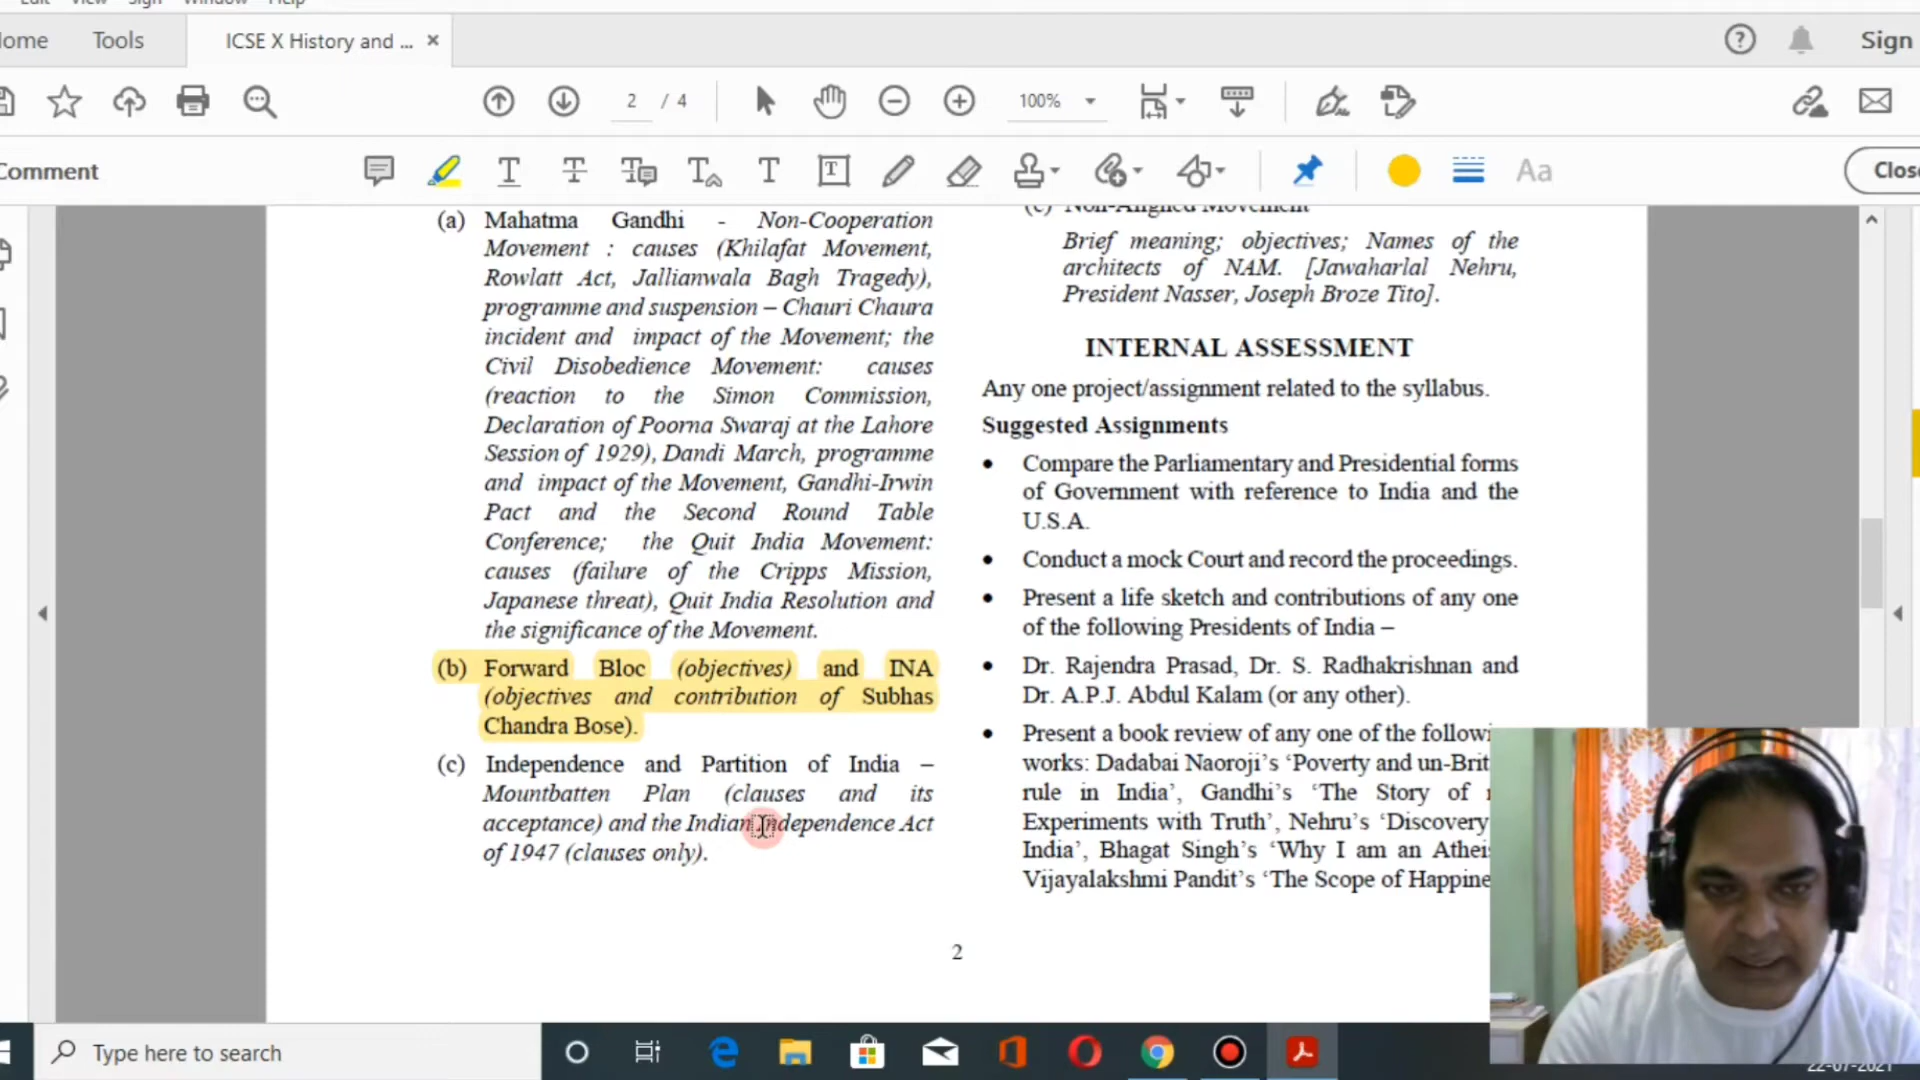 Edit View Sign Window Help
Tools
ICSE X History and ...
Sign
2 / 4
100%
Comment
Aa
(a) Mahatma Gandhi - Non-Cooperation
Movement : causes (Khilafat Movement,
Rowlatt Act, Jallianwala Bagh Tragedy),
programme and suspension – Chauri Chaura
incident and impact of the Movement; the
Civil Disobedience Movement: causes
(reaction to the Simon Commission,
Declaration of Poorna Swaraj at the Lahore
Session of 1929), Dandi March, programme
and impact of the Movement, Gandhi-Irwin
Pact and the Second Round Table
Conference; the Quit India Movement:
causes (failure of the Cripps Mission,
Japanese threat), Quit India Resolution and
the significance of the Movement.
(b) Forward Bloc (objectives) and INA
(objectives and contribution of Subhas
Chandra Bose).
(c) Independence and Partition of India –
Mountbatten Plan (clauses and its
acceptance) and the Indian Independence Act
of 1947 (clauses only).
(c) Non-Aligned Movement
Brief meaning; objectives; Names of the
architects of NAM. [Jawaharlal Nehru,
President Nasser, Joseph Broze Tito].
INTERNAL ASSESSMENT
Any one project/assignment related to the syllabus.
Suggested Assignments
• Compare the Parliamentary and Presidential forms
of Government with reference to India and the
U.S.A.
• Conduct a mock Court and record the proceedings.
• Present a life sketch and contributions of any one
of the following Presidents of India –
• Dr. Rajendra Prasad, Dr. S. Radhakrishnan and
Dr. A.P.J. Abdul Kalam (or any other).
• Present a book review of any one of the
works: Dadabai Naoroji’s ‘Poverty and
rule in India’, Gandhi’s ‘The Story of
Experiments with Truth’, Nehru’s ‘Discovery
India’, Bhagat Singh’s ‘Why I am an
Vijayalakshmi Pandit’s ‘The Scope of
2
Type here to search
22-07-2021